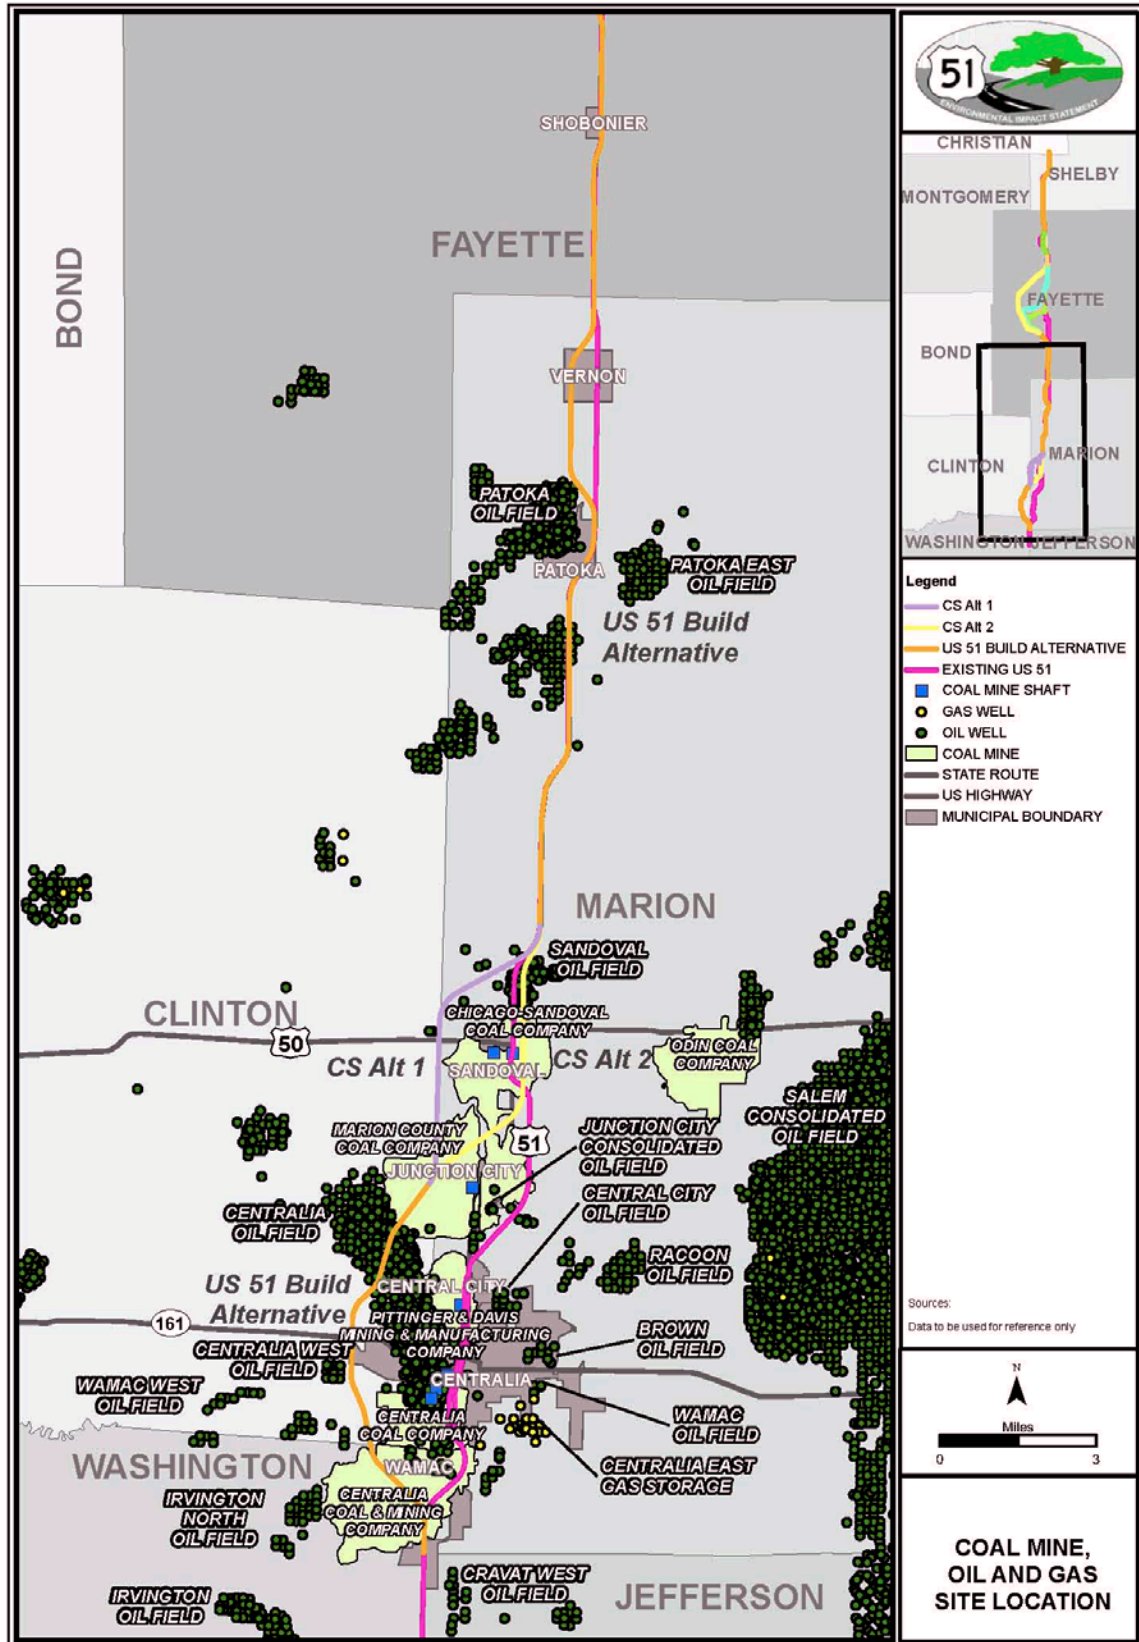 SHOBONIER
FAYETTE
BOND
VERNON
PATOKA
OIL FIELD
PATOKA
PATOKA EAST
OIL FIELD
US 51 Build
Alternative
MARION
SANDOVAL
OIL FIELD
CLINTON
50
CHICAGO-SANDOVAL
COAL COMPANY
CS Alt 1
SANDOVAL
CS Alt 2
ODIN COAL
COMPANY
SALEM
CONSOLIDATED
OIL FIELD
MARION COUNTY
COAL COMPANY
51
JUNCTION CITY
CONSOLIDATED
OIL FIELD
JUNCTION CITY
CENTRAL CITY
OIL FIELD
CENTRALIA
OIL FIELD
RACOON
OIL FIELD
US 51 Build
Alternative
CENTRAL CITY
161
PITTINGER & DAVIS
MINING & MANUFACTURING
COMPANY
BROWN
OIL FIELD
CENTRALIA WEST
OIL FIELD
CENTRALIA
WAMAC WEST
OIL FIELD
CENTRALIA
COAL COMPANY
WAMAC
OIL FIELD
WASHINGTON
WAMAC
CENTRALIA EAST
GAS STORAGE
IRVINGTON
NORTH
OIL FIELD
CENTRALIA
COAL & MINING
COMPANY
CRAVAT WEST
OIL FIELD
IRVINGTON
OIL FIELD
JEFFERSON
51
ENVIRONMENTAL IMPACT STATEMENT
CHRISTIAN
SHELBY
MONTGOMERY
FAYETTE
BOND
MARION
CLINTON
WASHINGTON JEFFERSON
Legend
CS Alt 1
CS Alt 2
US 51 BUILD ALTERNATIVE
EXISTING US 51
COAL MINE SHAFT
GAS WELL
OIL WELL
COAL MINE
STATE ROUTE
US HIGHWAY
MUNICIPAL BOUNDARY
Sources:
Data to be used for reference only
N
Miles
0 3
COAL MINE,
OIL AND GAS
SITE LOCATION